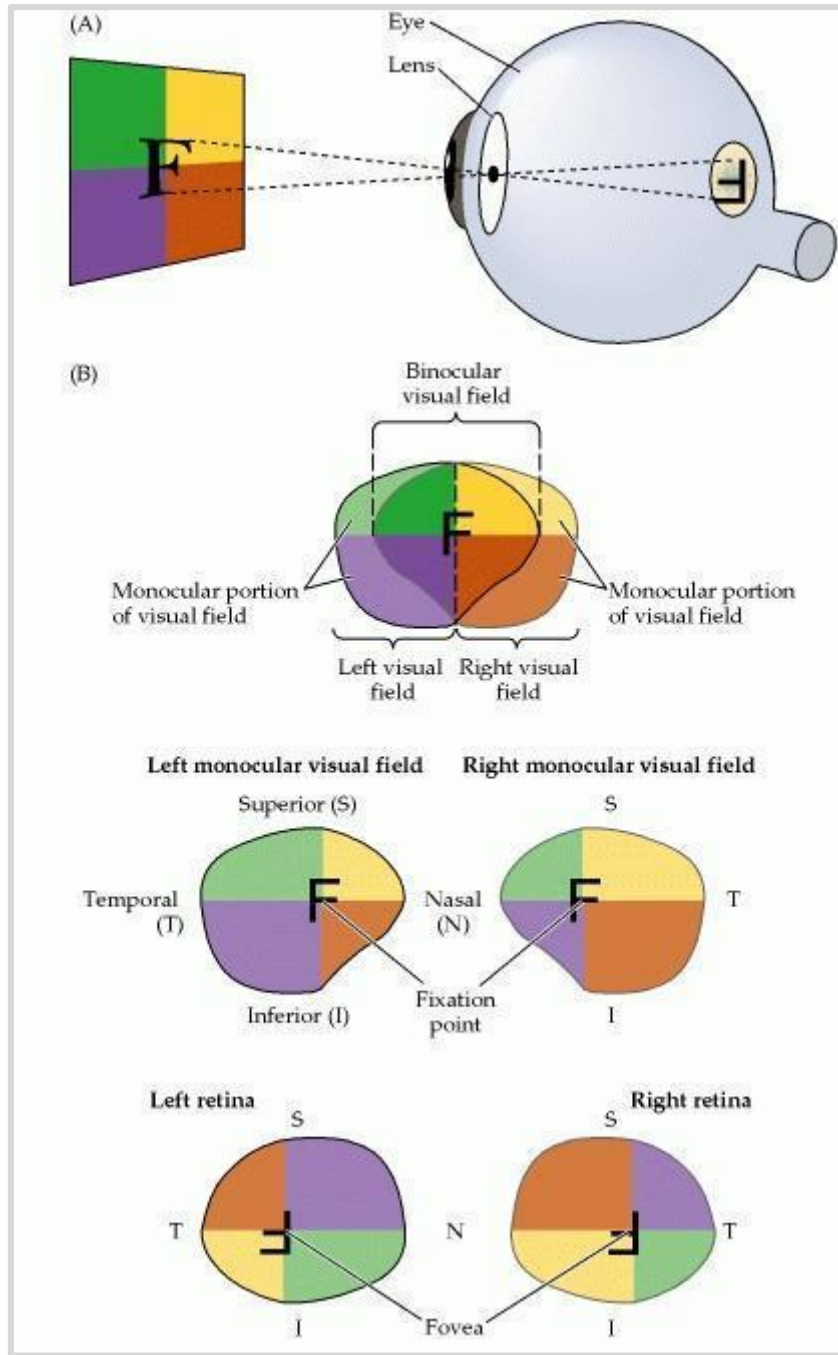 (A)
Eye
Lens
F
F
(B)
Binocular
visual field
F
Monocular portion
of visual field
Monocular portion
of visual field
Left visual
field
Right visual
field
Left monocular visual field
Right monocular visual field
Superior (S)
S
Temporal
(T)
F
Nasal
(N)
F
T
Fixation
point
Inferior (I)
I
Left retina
Right retina
S
S
T
F
N
F
T
Fovea
I
I